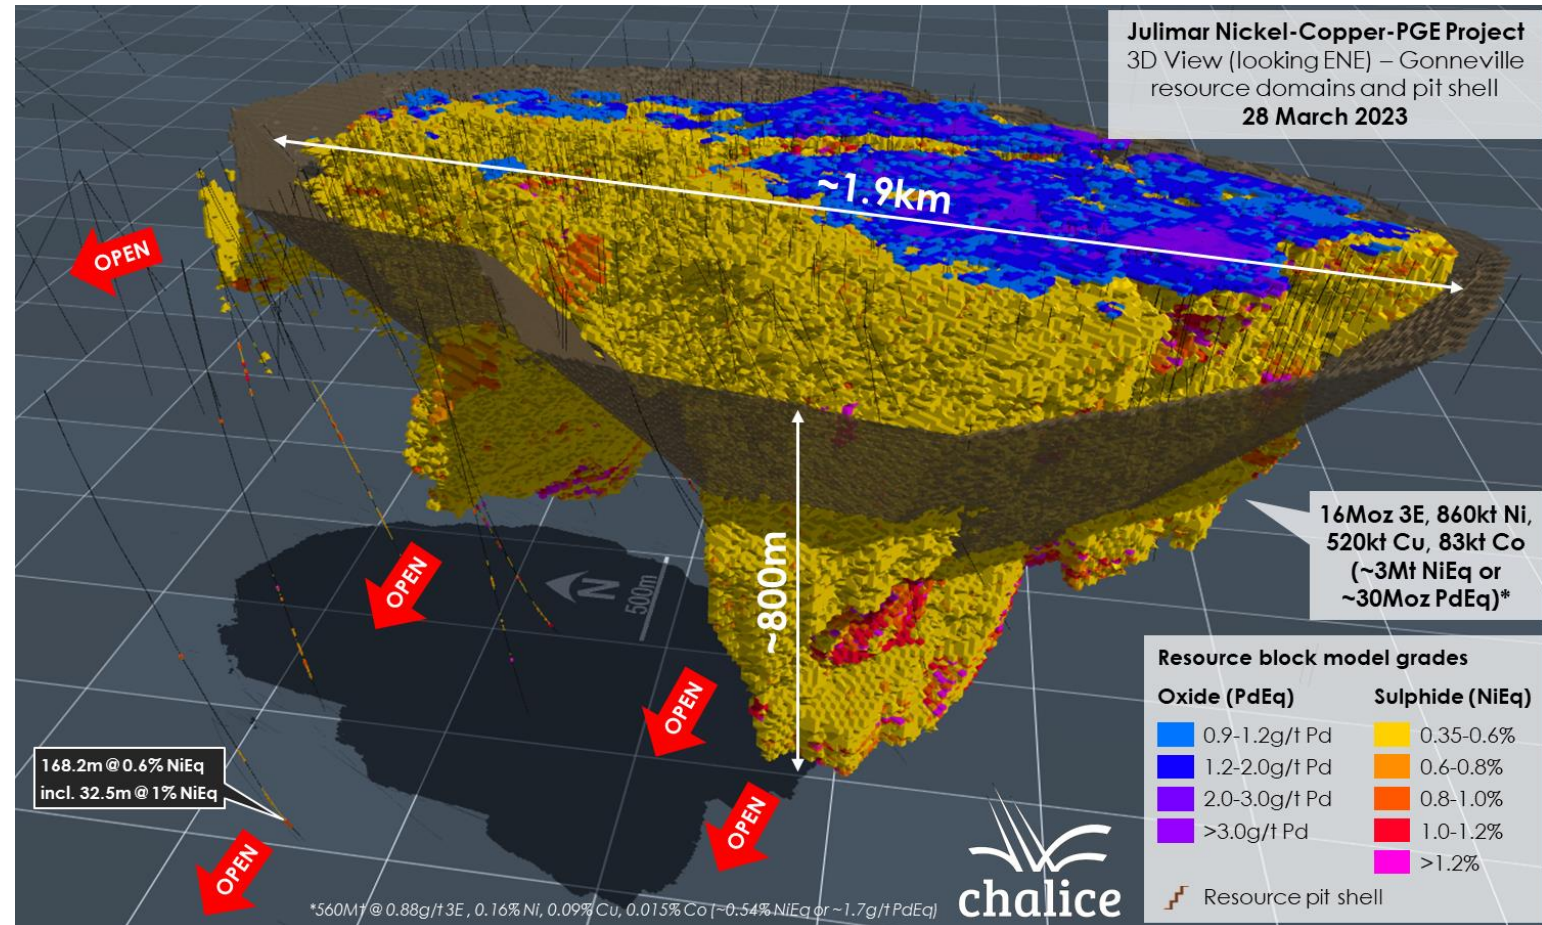 Julimar Nickel-Copper-PGE Project
3D View (looking ENE) – Gonneville
resource domains and pit shell
28 March 2023
~1.9km
OPEN
~800m
16Moz 3E, 860kt Ni,
520kt Cu, 83kt Co
(~3Mt NiEq or
~30Moz PdEq)*
OPEN
N
500m
OPEN
OPEN
OPEN
168.2m @ 0.6% NiEq
incl. 32.5m @ 1% NiEq
Resource block model grades
Oxide (PdEq)
0.9-1.2g/t Pd
1.2-2.0g/t Pd
2.0-3.0g/t Pd
>3.0g/t Pd
Sulphide (NiEq)
0.35-0.6%
0.6-0.8%
0.8-1.0%
1.0-1.2%
>1.2%
Resource pit shell
chalice
*560Mt @ 0.88g/t 3E , 0.16% Ni, 0.09% Cu, 0.015% Co (~0.54% NiEq or ~1.7g/t PdEq)